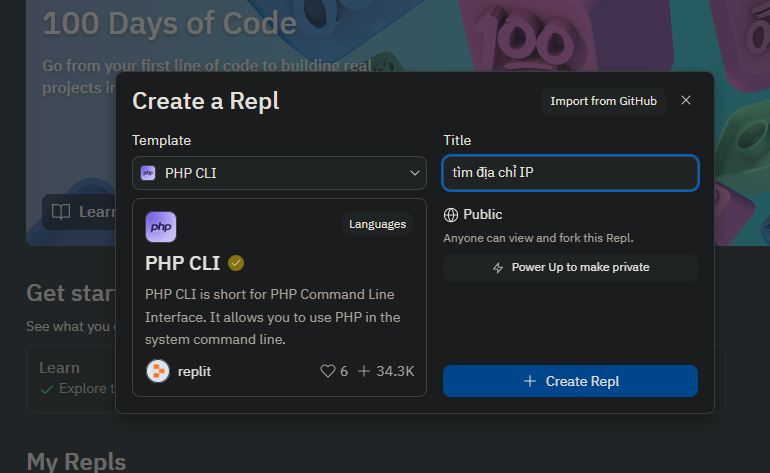 100 Days of Code
Go from your first line of code to building real
projects in
Create a Repl
Import from GitHub
Template
Title
php
PHP CLI
tìm địa chỉ IP
Learn
php
Languages
Public
Anyone can view and fork this Repl.
PHP CLI
Power Up to make private
PHP CLI is short for PHP Command Line
Interface. It allows you to use PHP in the
system command line.
Get star
See what you
Learn
replit
6
34.3K
Create Repl
Explore
My Repls
100